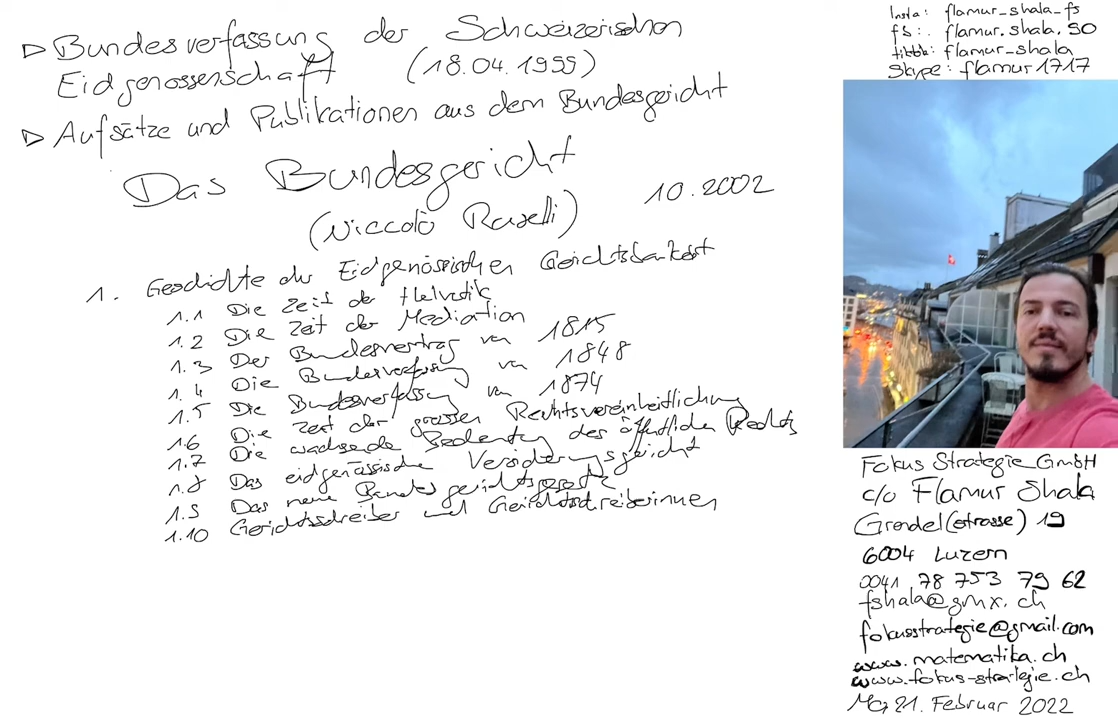 ▷ Bundesverfassung der Schweizerischen
Eidgenossenschaft (18.04.1999)
▷ Aufsätze und Publikationen aus dem Bundesgeicht
Das Bundesgericht
(Niccolò Raselli) 10.2002
1. Geschichte der Eidgenössischen Gerichtsbarkeit
1.1 Die Zeit der Helvetik
1.2 Die Zeit der Mediation
1.3 Der Bundesvertrag von 1815
1.4 Die Bundesverfassung von 1848
1.5 Die Bundesverfassung von 1874
1.6 Die Zeit der grossen Rechtsvereinheitlichung
1.7 Die wachsende Bedeutung des öffentlichen Rechts
1.8 Das eidgenössische Versicherungsgericht
1.9 Das neue Bundesgerichtsgesetz
1.10 Gerichtsschreiber und Gerichtsschreiberinnen
Insta: flamur_shala_fs
fs: flamur.shala.90
tiktok: flamur_shala
Skype: flamur1717
Fokus Strategie GmbH
c/o Flamur Shala
Grendel(strasse) 19
6004 Luzern
0041 78 753 79 62
fshala@gmx.ch
fokusstrategie@gmail.com
www.matematika.ch
www.fokus-strategie.ch
Mo, 21. Februar 2022